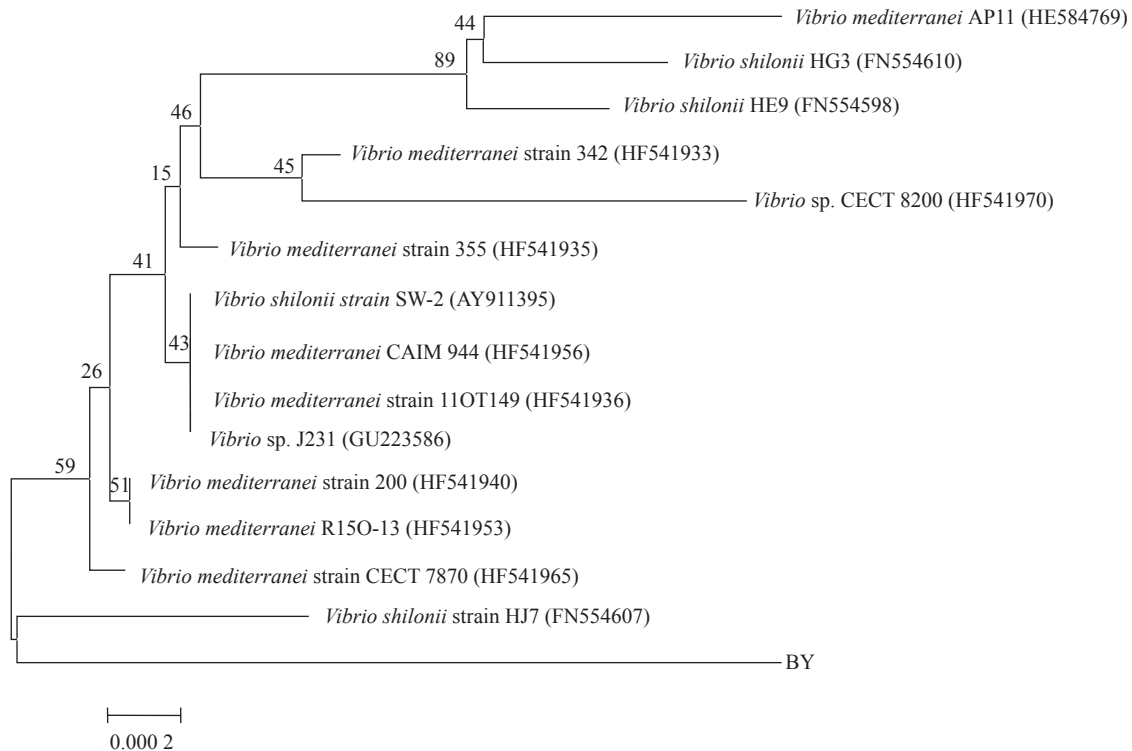 44
Vibrio mediterranei AP11 (HE584769)
89
Vibrio shilonii HG3 (FN554610)
Vibrio shilonii HE9 (FN554598)
46
Vibrio mediterranei strain 342 (HF541933)
45
15
Vibrio sp. CECT 8200 (HF541970)
Vibrio mediterranei strain 355 (HF541935)
41
Vibrio shilonii strain SW-2 (AY911395)
43
Vibrio mediterranei CAIM 944 (HF541956)
26
Vibrio mediterranei strain 11OT149 (HF541936)
Vibrio sp. J231 (GU223586)
59
51
Vibrio mediterranei strain 200 (HF541940)
Vibrio mediterranei R15O-13 (HF541953)
Vibrio mediterranei strain CECT 7870 (HF541965)
Vibrio shilonii strain HJ7 (FN554607)
BY
0.000 2